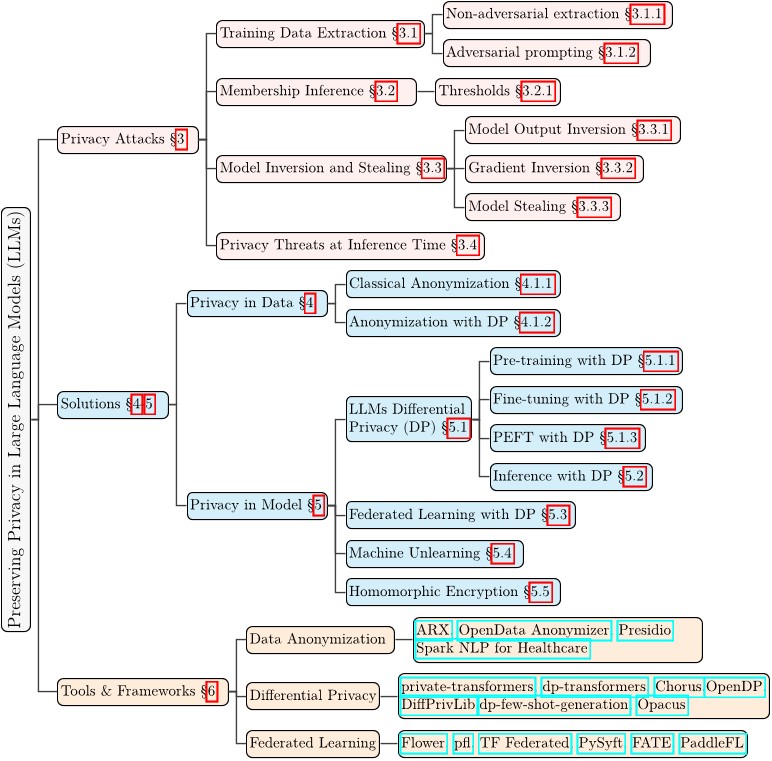 Preserving Privacy in Large Language Models (LLMs)
Privacy Attacks §3
Training Data Extraction §3.1
Non-adversarial extraction §3.1.1
Adversarial prompting §3.1.2
Membership Inference §3.2
Thresholds §3.2.1
Model Inversion and Stealing §3.3
Model Output Inversion §3.3.1
Gradient Inversion §3.3.2
Model Stealing §3.3.3
Privacy Threats at Inference Time §3.4
Solutions §4 5
Privacy in Data §4
Classical Anonymization §4.1.1
Anonymization with DP §4.1.2
Privacy in Model §5
LLMs Differential
Privacy (DP) §5.1
Pre-training with DP §5.1.1
Fine-tuning with DP §5.1.2
PEFT with DP §5.1.3
Inference with DP §5.2
Federated Learning with DP §5.3
Machine Unlearning §5.4
Homomorphic Encryption §5.5
Tools & Frameworks §6
Data Anonymization
ARX OpenData Anonymizer Presidio
Spark NLP for Healthcare
Differential Privacy
private-transformers dp-transformers Chorus OpenDP
DiffPrivLib dp-few-shot-generation Opacus
Federated Learning
Flower pfl TF Federated PySyft FATE PaddleFL